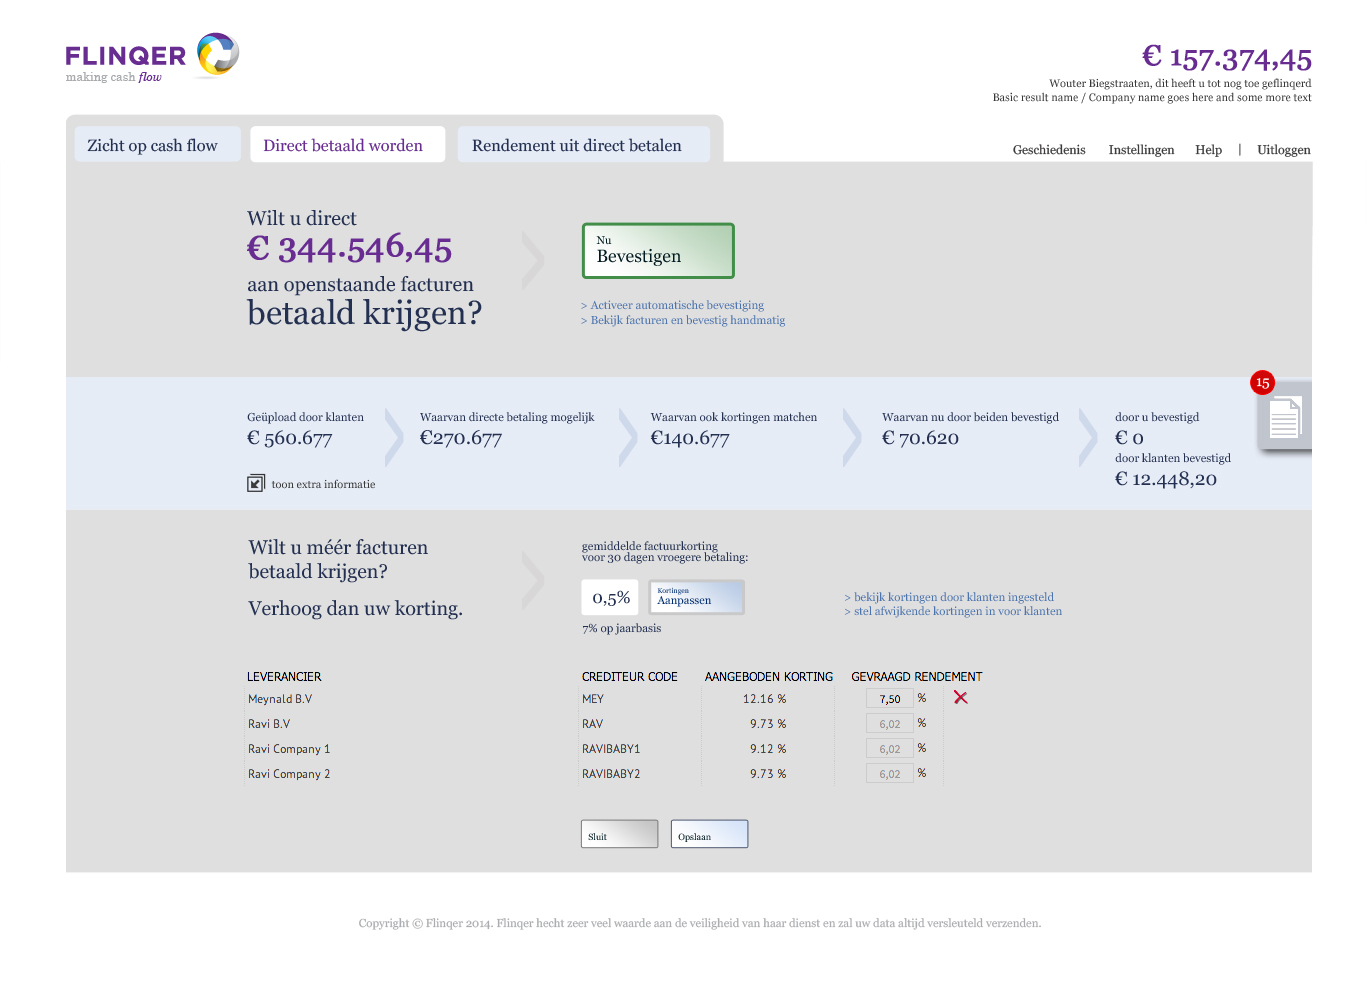 FLINQER
making cash flow
€ 157.374,45
Wouter Biegstraaten, dit heeft u tot nog toe geflinqerd
Basic result name / Company name goes here and some more text
Zicht op cash flow
Direct betaald worden
Rendement uit direct betalen
Geschiedenis
Instellingen
Help
|
Uitloggen
Wilt u direct
€ 344.546,45
aan openstaande facturen
betaald krijgen?
Nu
Bevestigen
> Activeer automatische bevestiging
> Bekijk facturen en bevestig handmatig
15
Geüpload door klanten
€ 560.677
Waarvan directe betaling mogelijk
€270.677
Waarvan ook kortingen matchen
€140.677
Waarvan nu door beiden bevestigd
€ 70.620
door u bevestigd
€ 0
door klanten bevestigd
€ 12.448,20
toon extra informatie
Wilt u méér facturen
betaald krijgen?
Verhoog dan uw korting.
gemiddelde factuurkorting
voor 30 dagen vroegere betaling:
0,5%
Kortingen
Aanpassen
7% op jaarbasis
> bekijk kortingen door klanten ingesteld
> stel afwijkende kortingen in voor klanten
LEVERANCIER CREDITEUR CODE AANGEBODEN KORTING GEVRAAGD RENDEMENT
Meynald B.V MEY 12.16 % 7,50 %
Ravi B.V RAV 9.73 % 6,02 %
Ravi Company 1 RAVIBABY1 9.12 % 6,02 %
Ravi Company 2 RAVIBABY2 9.73 % 6,02 %
Sluit
Opslaan
Copyright © Flinqer 2014. Flinqer hecht zeer veel waarde aan de veiligheid van haar dienst en zal uw data altijd versleuteld verzenden.